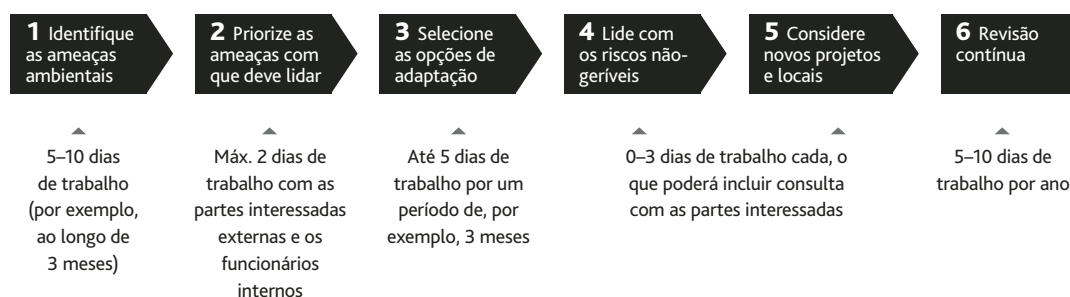 1 Identifique
as ameaças
ambientais
2 Priorize as
ameaças com
que deve lidar
3 Selecione
as opções de
adaptação
4 Lide com
os riscos não-
geríveis
5 Considere
novos projetos
e locais
6 Revisão
contínua
5–10 dias
de trabalho
(por exemplo,
ao longo de
3 meses)
Máx. 2 dias de
trabalho com as
partes interessadas
externas e os
funcionários
internos
Até 5 dias de
trabalho por um
período de, por
exemplo, 3 meses
0–3 dias de trabalho cada, o
que poderá incluir consulta
com as partes interessadas
5–10 dias de
trabalho por ano